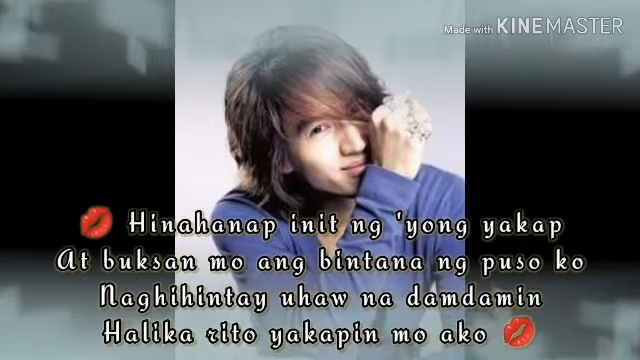 Made with KINEMASTER
💋 Hinahanap init ng 'yong yakap
At buksan mo ang bintana ng puso ko
Naghihintay uhaw na damdamin
Halika rito yakapin mo ako 💋